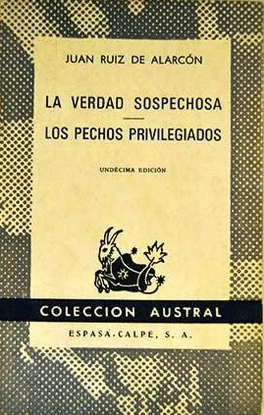 JUAN RUIZ DE ALARCÓN
LA VERDAD SOSPECHOSA
LOS PECHOS PRIVILEGIADOS
UNDÉCIMA EDICIÓN
COLECCION AUSTRAL
ESPASA-CALPE, S. A.